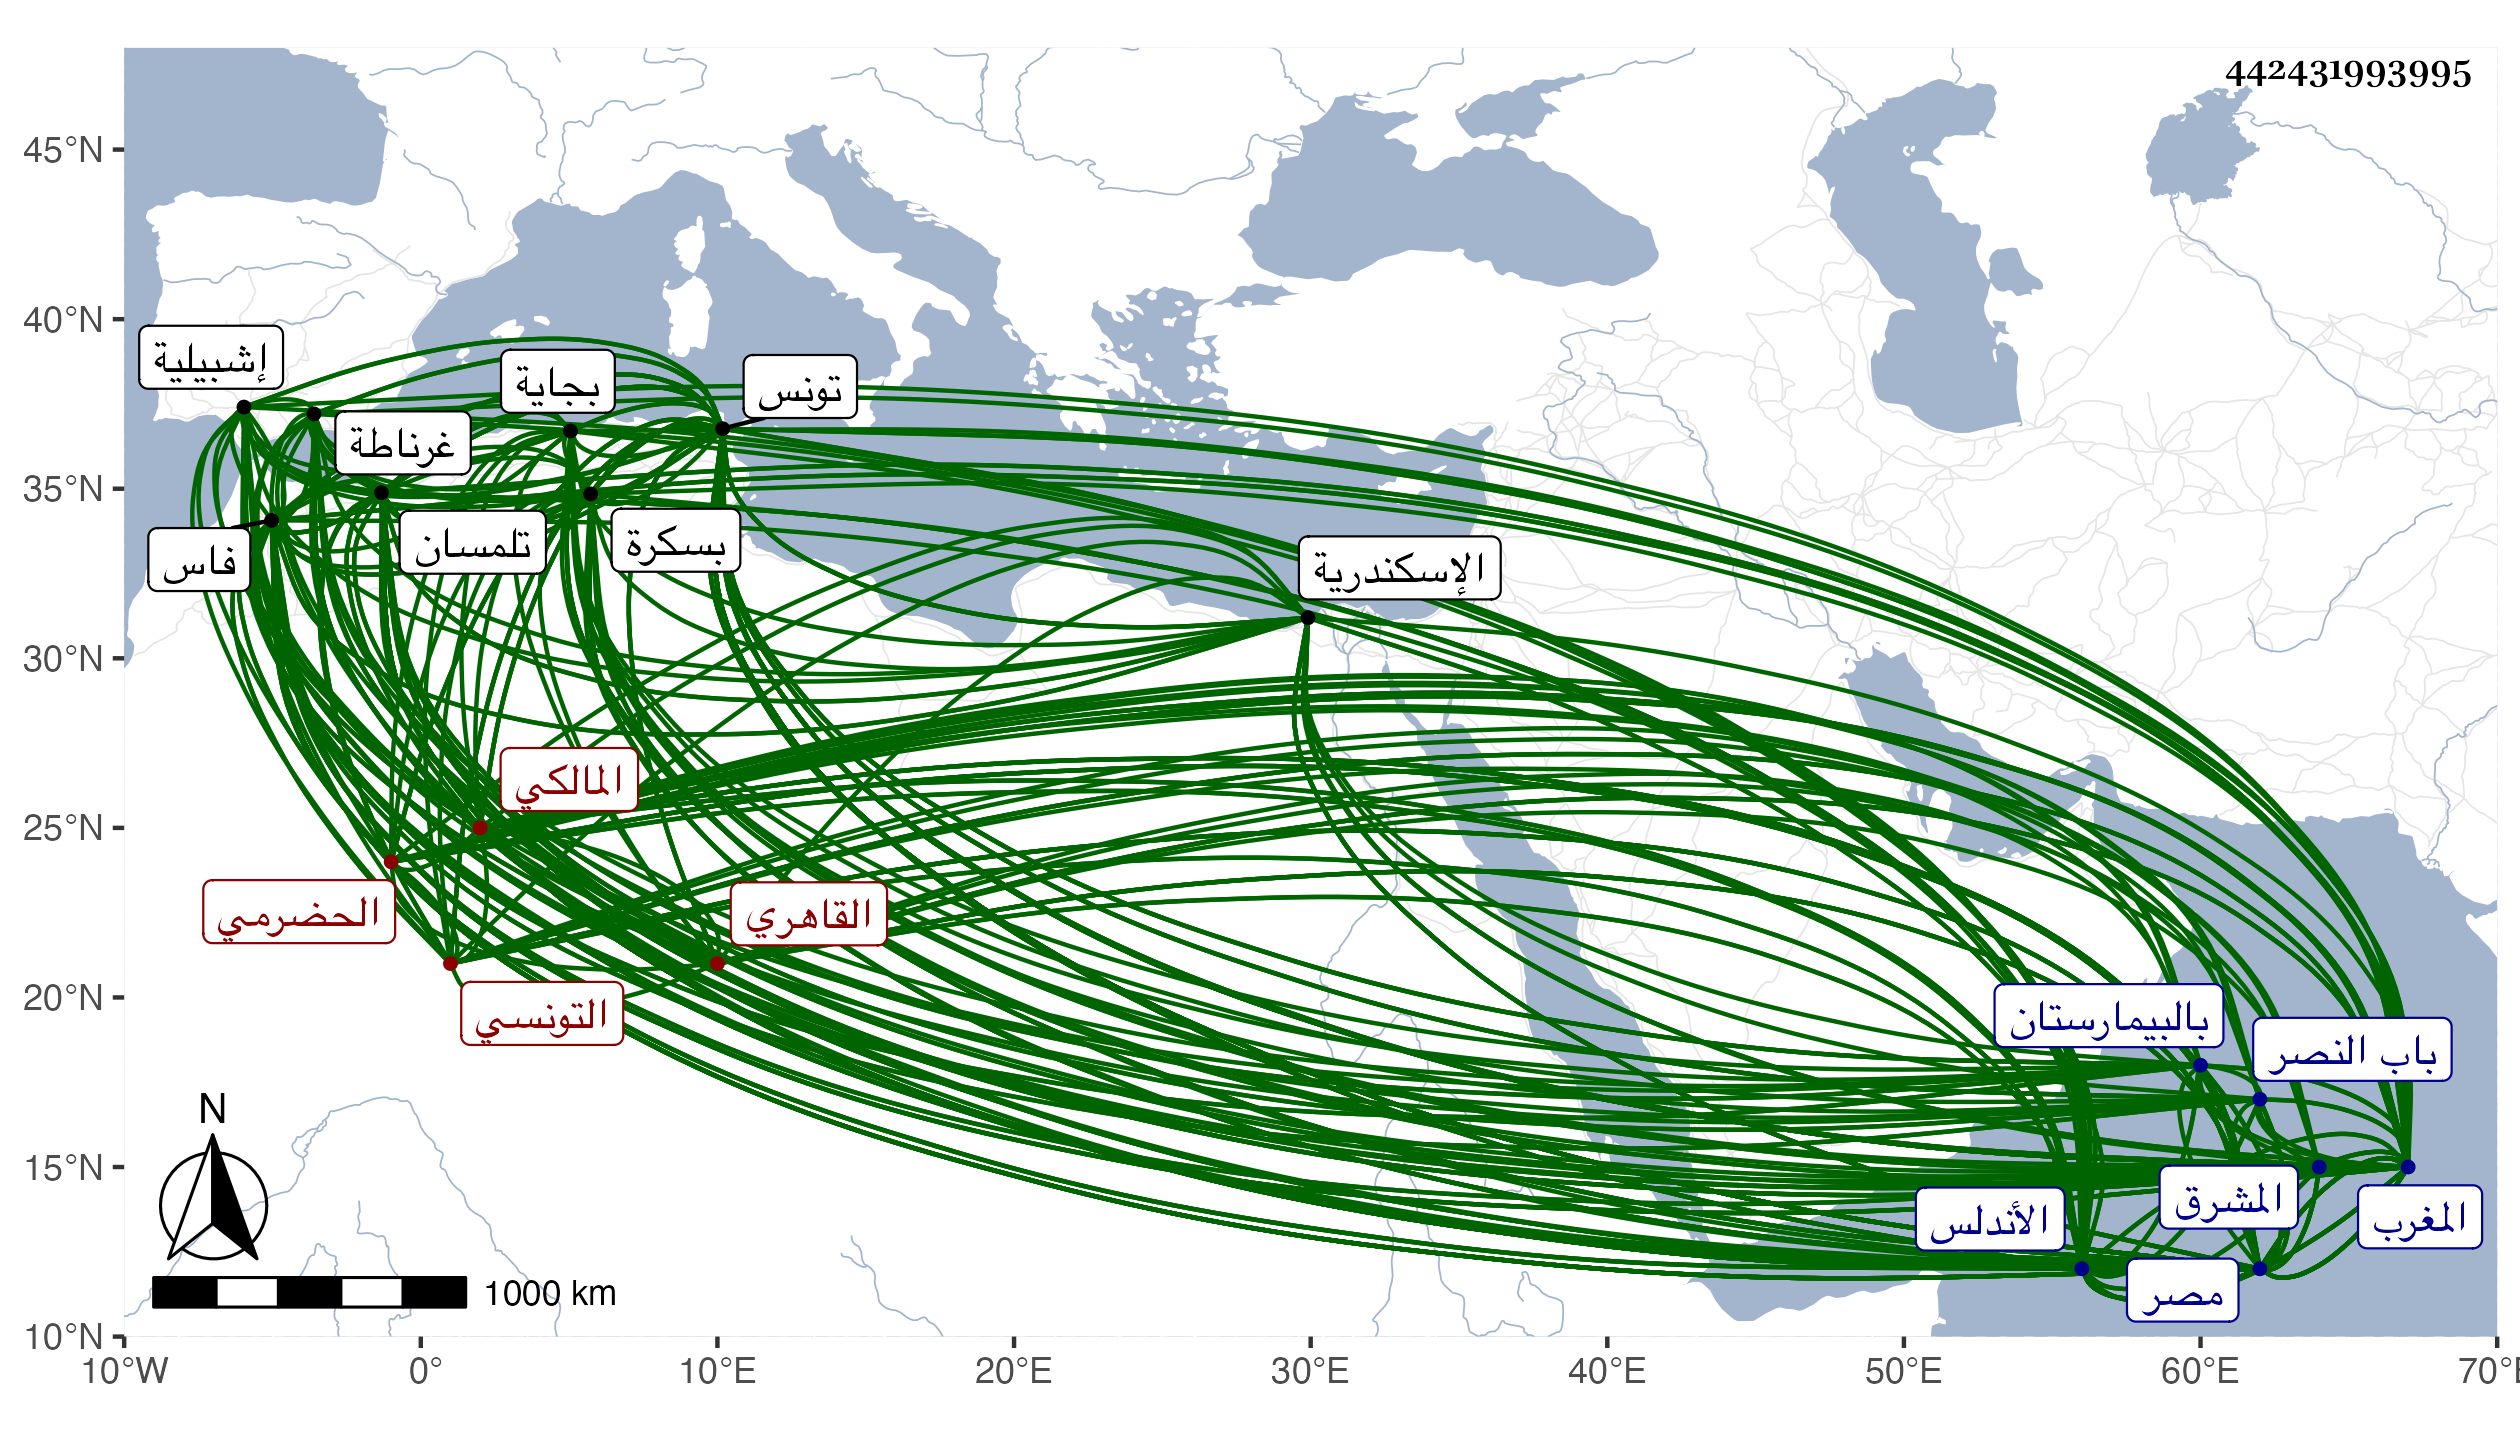 442431993995
45°N
40°N
35°N
30°N
25°N
20°N
15°N
10°N
إشبيلية
بجاية
تونس
غرناطة
تلمسان
بسكرة
فاس
الإسكندرية
المالكي
الحضرمي
القاهري
التونسي
بالبيمارستان
باب النصر
المشرق
الأندلس
المغرب
مصر
N
1000 km
10°W 0° 10°E 20°E 30°E 40°E 50°E 60°E 70°E